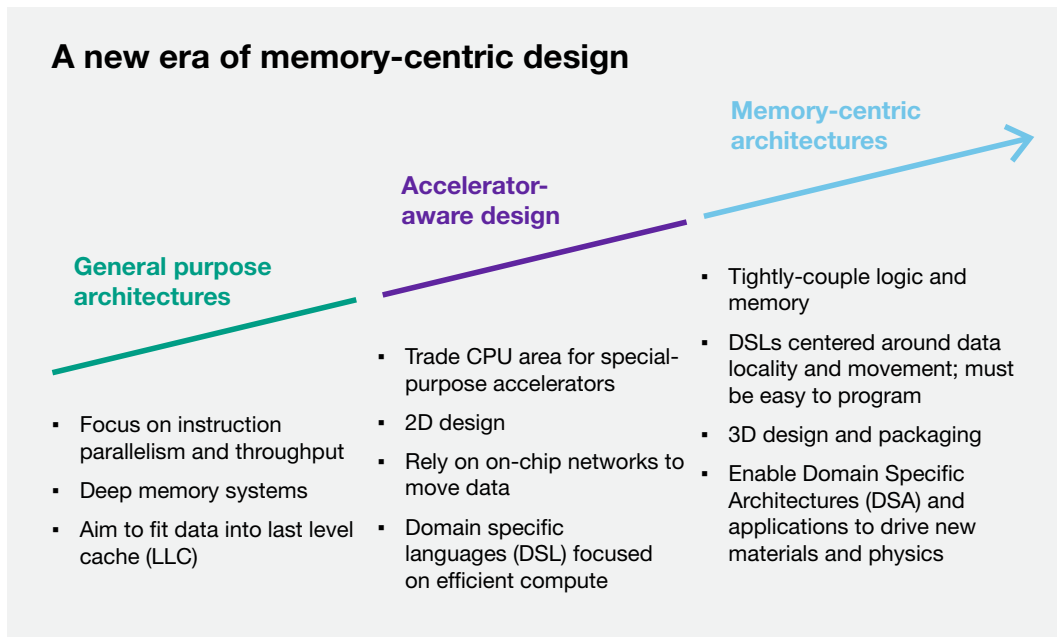 A new era of memory-centric design
General purpose
architectures
▪ Focus on instruction
parallelism and throughput
▪ Deep memory systems
▪ Aim to fit data into last level
cache (LLC)
Accelerator-
aware design
▪ Trade CPU area for special-
purpose accelerators
▪ 2D design
▪ Rely on on-chip networks to
move data
▪ Domain specific
languages (DSL) focused
on efficient compute
Memory-centric
architectures
▪ Tightly-couple logic and
memory
▪ DSLs centered around data
locality and movement; must
be easy to program
▪ 3D design and packaging
▪ Enable Domain Specific
Architectures (DSA) and
applications to drive new
materials and physics